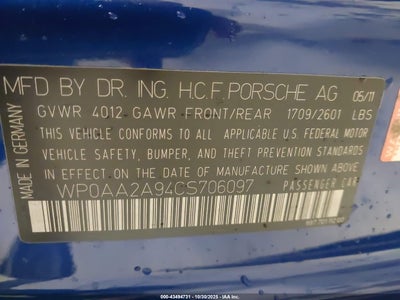 MFD BY DR. ING. H.C.F. PORSCHE AG 05/11
GVWR 4012 GAWR FRONT/REAR 1709/2601 LBS
THIS VEHICLE CONFORMS TO ALL APPLICABLE U.S. FEDERAL MOTOR
VEHICLE SAFETY, BUMPER, AND THEFT PREVENTION STANDARDS
IN EFFECT ON THE DATE OF MANUFACTURE SHOWN ABOVE
WP0AA2A94CS706097 PASSENGER CAR
MADE IN GERMANY
000-43494731 - 10/30/2025 - IAAI.COM